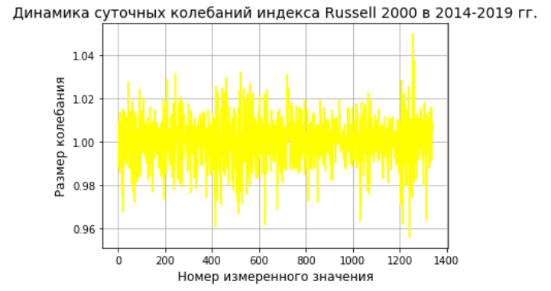 Динамика суточных колебаний индекса Russell 2000 в 2014-2019 гг.
1.04
1.02
1.00
0.98
0.96
Размер колебания
0 200 400 600 800 1000 1200 1400
Номер измеренного значения